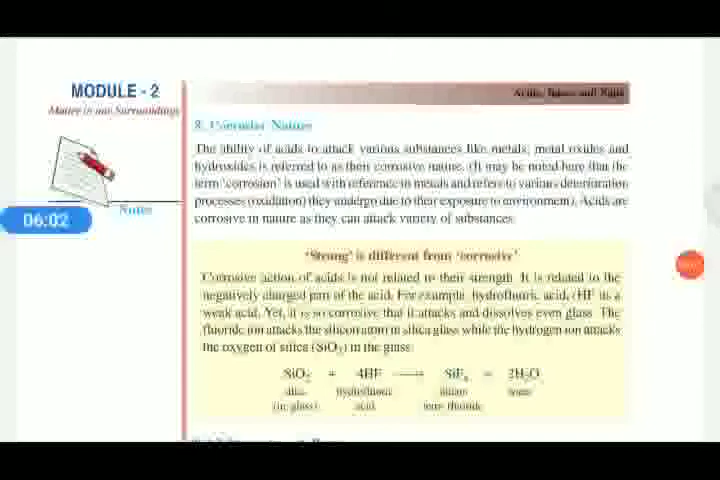 MODULE - 2
Matter in our Surroundings
Notes
06:02
Acids, Bases and Salts
8. Corrosive Nature
The ability of acids to attack various substances like metals, metal oxides and
hydroxides is referred to as their corrosive nature. (It may be noted here that the
term 'corrosion' is used with reference to metals and refers to various deterioration
processes (oxidation) they undergo due to their exposure to environment). Acids are
corrosive in nature as they can attack variety of substances.
'Strong' is different from 'corrosive'
Corrosive action of acids is not related to their strength. It is related to the
negatively charged part of the acid. For example, hydrofluoric acid, (HF) is a
weak acid. Yet, it is so corrosive that it attacks and dissolves even glass. The
fluoride ion attacks the silicon atom in silica glass while the hydrogen ion attacks
the oxygen of silica (SiO₂) in the glass.
SiO₂ + 4HF ⟶ SiF₄ + 2H₂O
silica hydrofluoric silicon water
(in glass) acid tetra fluoride